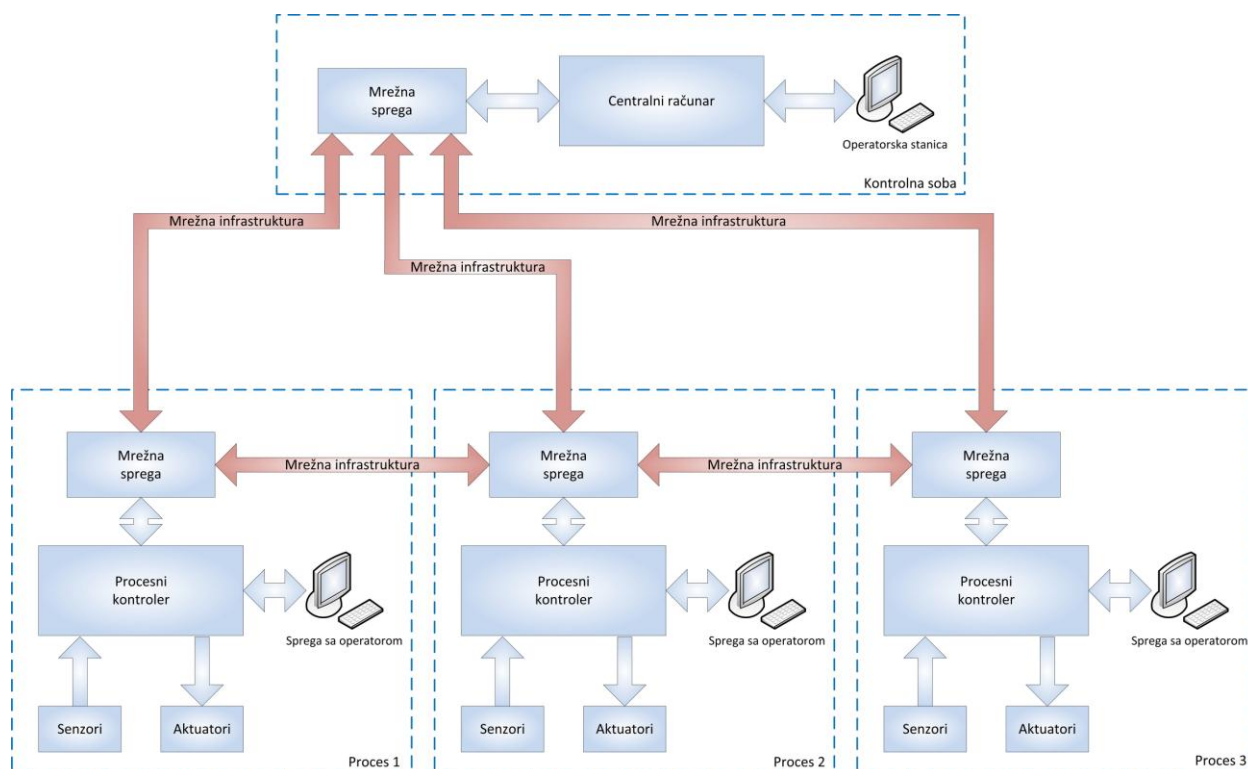 Mrežna
sprega
Centralni računar
Operatorska stanica
Kontrolna soba
Mrežna infrastruktura
Mrežna infrastruktura
Mrežna infrastruktura
Mrežna
sprega
Mrežna infrastruktura
Mrežna
sprega
Mrežna infrastruktura
Mrežna
sprega
Procesni
kontroler
Sprega sa operatorom
Senzori
Aktuatori
Proces 1
Procesni
kontroler
Sprega sa operatorom
Senzori
Aktuatori
Proces 2
Procesni
kontroler
Sprega sa operatorom
Senzori
Aktuatori
Proces 3